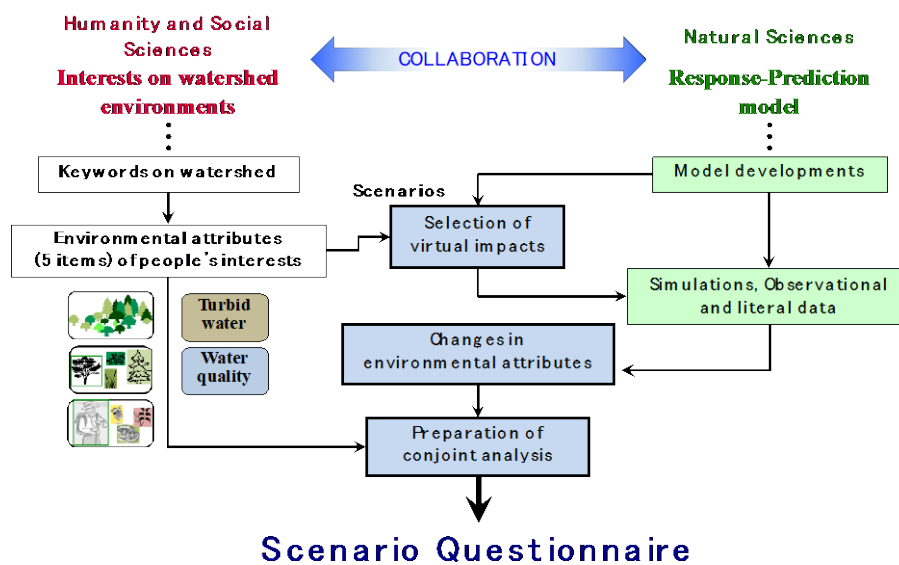 Humanity and Social
Sciences
Interests on watershed
environments
COLLABORATION
Natural Sciences
Response-Prediction
model
Keywords on watershed
Scenarios
Model developments
Selection of
virtual impacts
Environmental attributes
(5 items) of people's interests
Simulations, Observational
and literal data
Turbid
water
Water
quality
Changes in
environmental attributes
Preparation of
conjoint analysis
Scenario Questionnaire